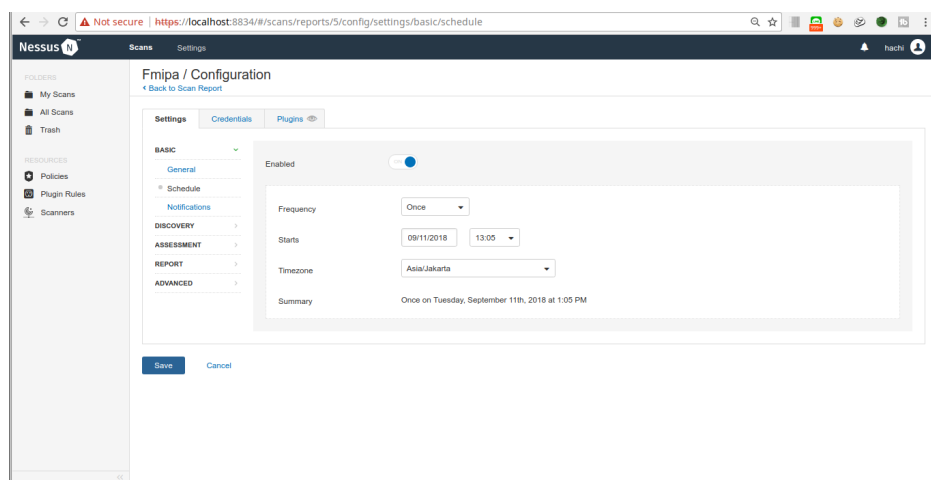 Not secure | https://localhost:8834/#/scans/reports/5/config/settings/basic/schedule
Nessus N
Scans
Settings
hachi
FOLDERS
My Scans
All Scans
Trash
RESOURCES
Policies
Plugin Rules
Scanners
Fmipa / Configuration
Back to Scan Report
Settings
Credentials
Plugins
BASIC
General
Schedule
Notifications
DISCOVERY
ASSESSMENT
REPORT
ADVANCED
Enabled
Frequency
Once
Starts
09/11/2018
13:05
Timezone
Asia/Jakarta
Summary
Once on Tuesday, September 11th, 2018 at 1:05 PM
Save
Cancel